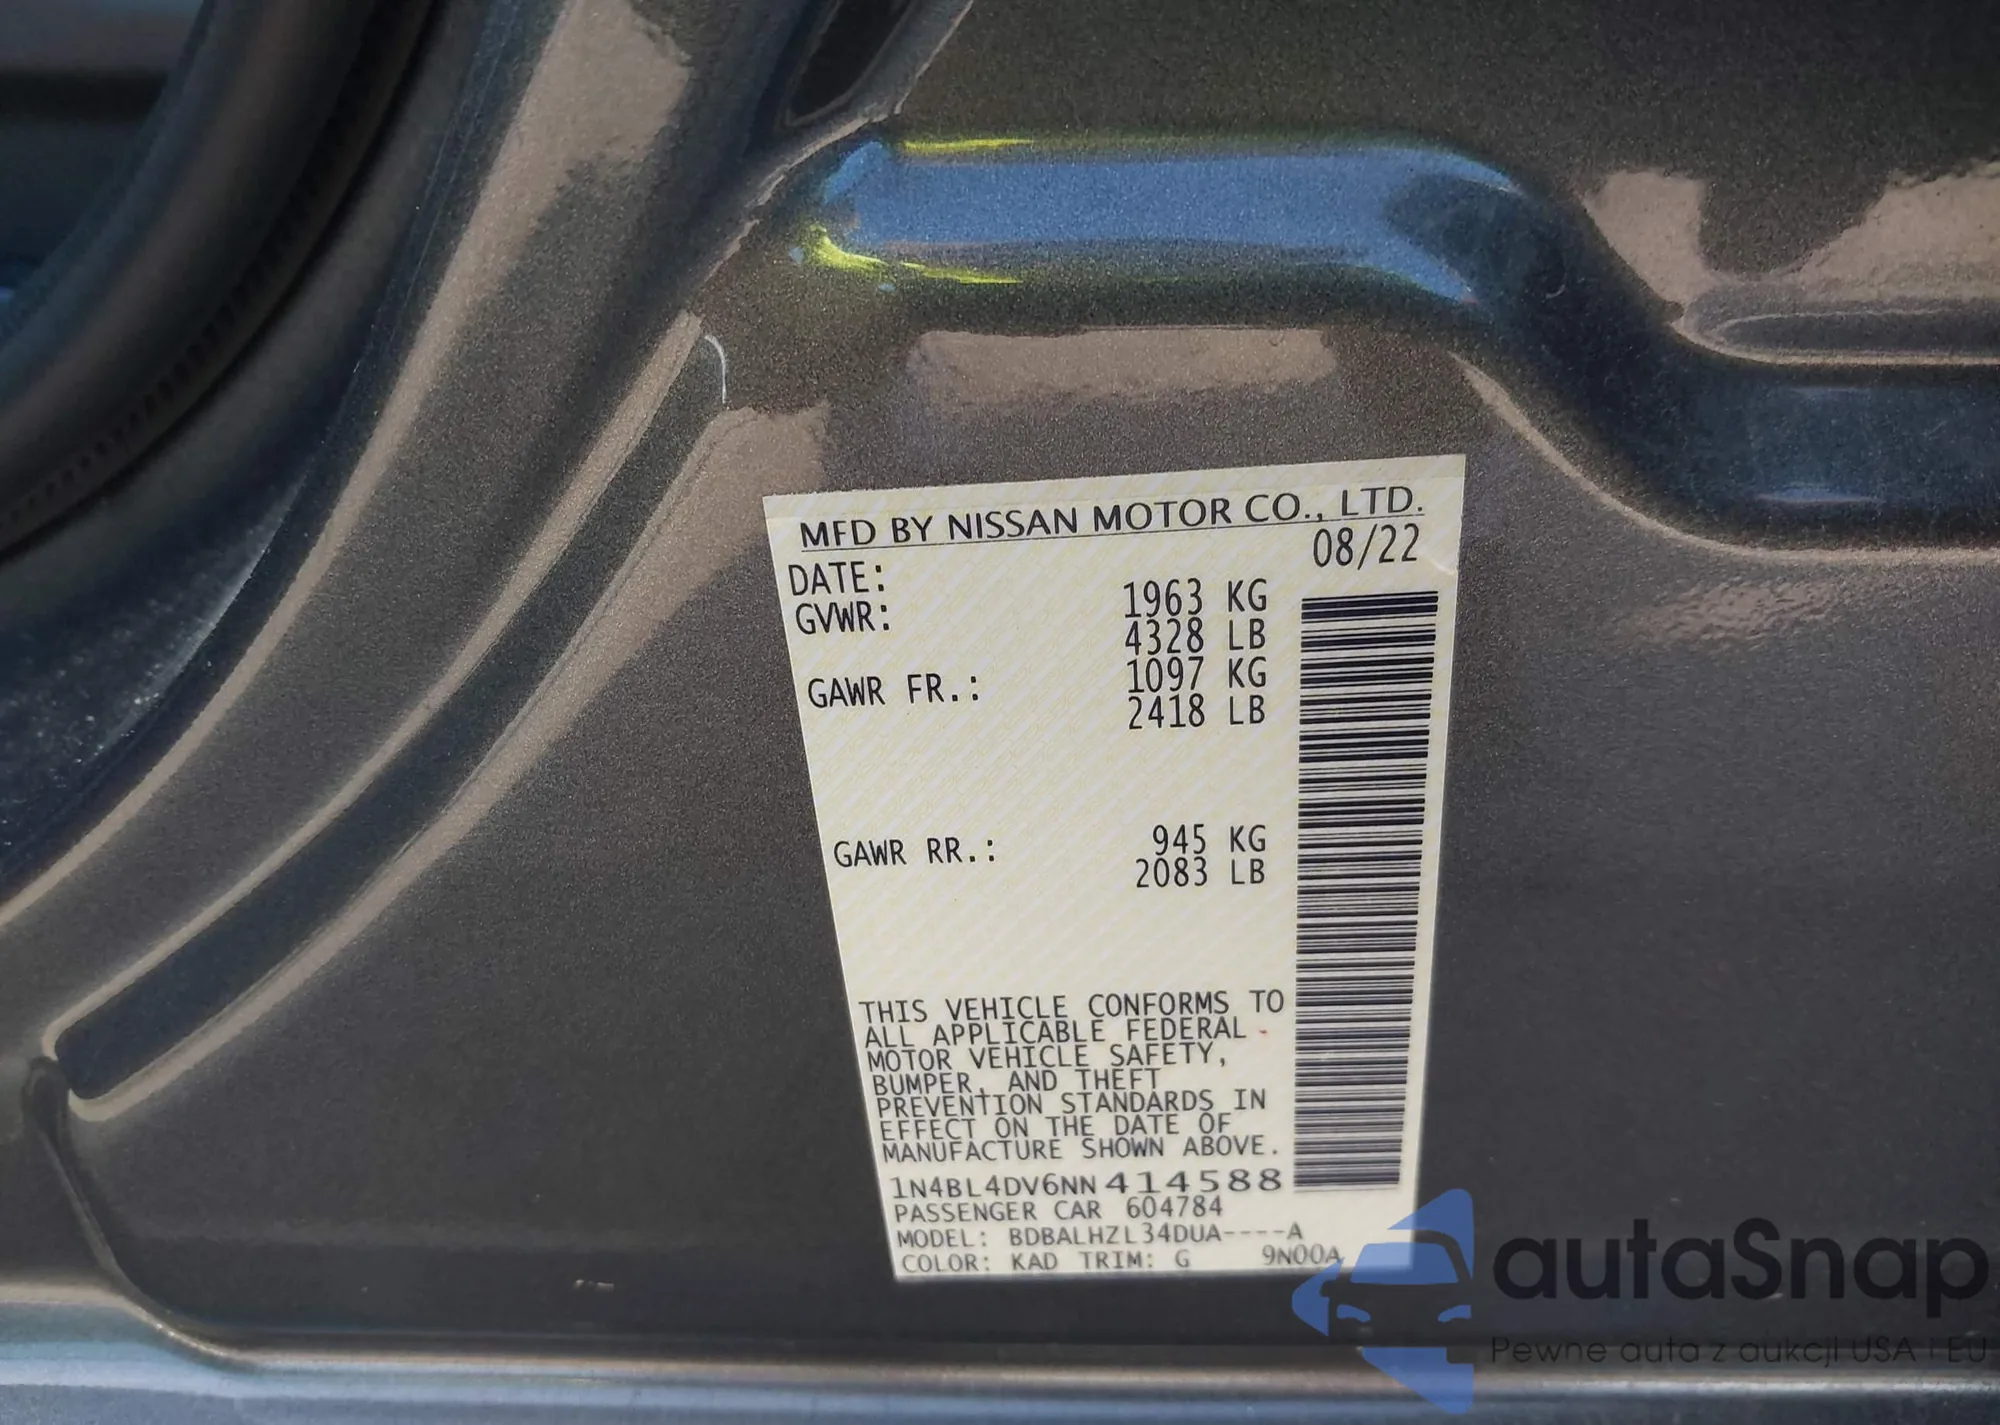 MFD BY NISSAN MOTOR CO., LTD.
DATE: 08/22
GVWR: 1963 KG
4328 LB
GAWR FR.: 1097 KG
2418 LB
GAWR RR.: 945 KG
2083 LB
THIS VEHICLE CONFORMS TO
ALL APPLICABLE FEDERAL
MOTOR VEHICLE SAFETY,
BUMPER, AND THEFT
PREVENTION STANDARDS IN
EFFECT ON THE DATE OF
MANUFACTURE SHOWN ABOVE.
1N4BL4DV6NN414588
PASSENGER CAR 604784
MODEL: BDBALHZL34DUA----A
COLOR: KAD TRIM: G 9N00A
autaSnap
Pewne auta z aukcji USA i EU